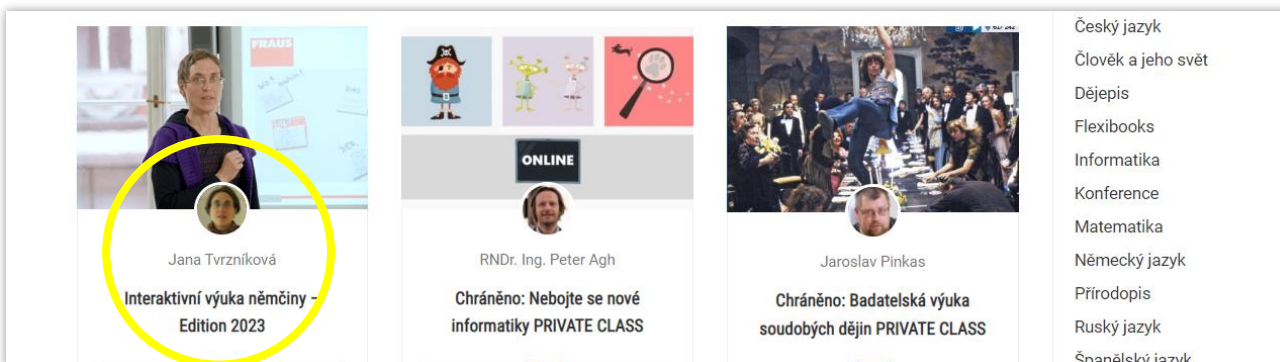 FRAUS
ONLINE
Jana Tvrzníková
Interaktivní výuka němčiny –
Edition 2023
RNDr. Ing. Peter Agh
Chráněno: Nebojte se nové
informatiky PRIVATE CLASS
Jaroslav Pinkas
Chráněno: Badatelská výuka
soudobých dějin PRIVATE CLASS
Český jazyk
Člověk a jeho svět
Dějepis
Flexibooks
Informatika
Konference
Matematika
Německý jazyk
Přírodopis
Ruský jazyk
Španělský jazyk